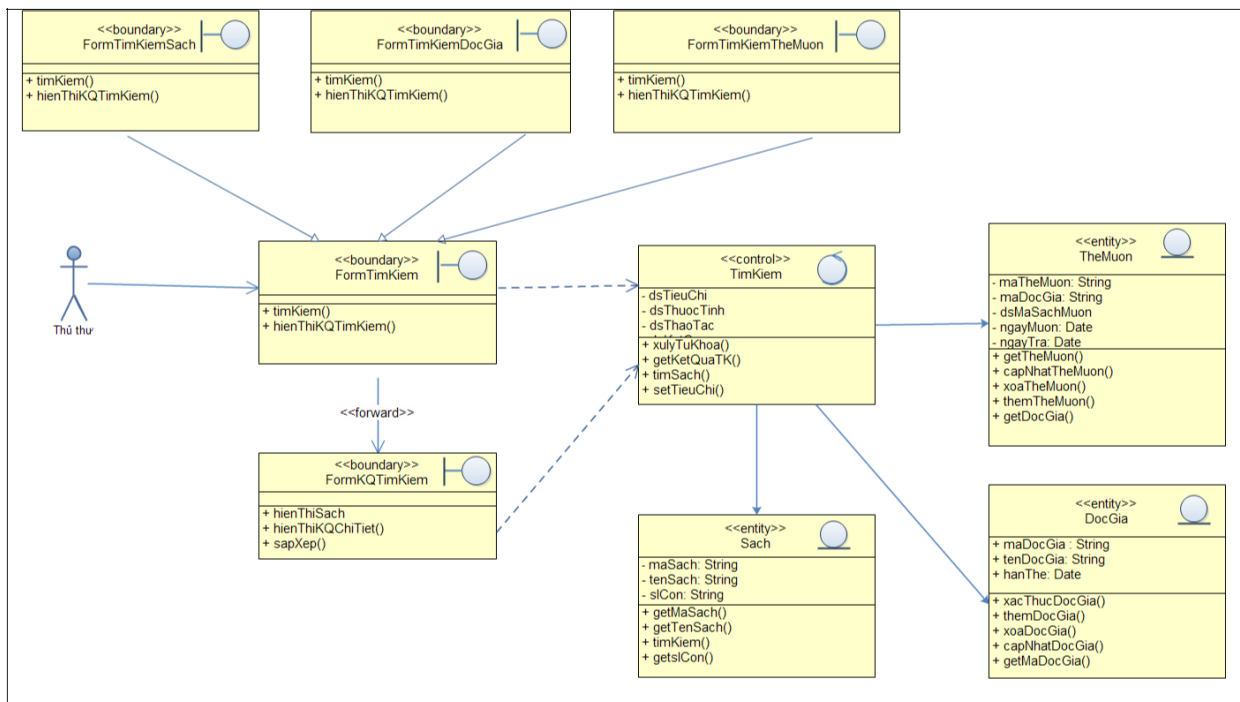 <<boundary>>
FormTimKiemSach
+ timKiem()
+ hienThiKQTimKiem()
<<boundary>>
FormTimKiemDocGia
+ timKiem()
+ hienThiKQTimKiem()
<<boundary>>
FormTimKiemTheMuon
+ timKiem()
+ hienThiKQTimKiem()
Thủ thư
<<boundary>>
FormTimKiem
+ timKiem()
+ hienThiKQTimKiem()
<<forward>>
<<boundary>>
FormKQTimKiem
+ hienThiSach
+ hienThiKQChiTiet()
+ sapXep()
<<control>>
TimKiem
- dsTieuChi
- dsThuocTinh
- dsThaoTac
+ xulyTuKhoa()
+ getKetQuaTK()
+ timSach()
+ setTieuChi()
<<entity>>
TheMuon
- maTheMuon: String
- maDocGia: String
- dsMaSachMuon
- ngayMuon: Date
- ngayTra: Date
+ getTheMuon()
+ capNhatTheMuon()
+ xoaTheMuon()
+ themTheMuon()
+ getDocGia()
<<entity>>
Sach
- maSach: String
- tenSach: String
- slCon: String
+ getMaSach()
+ getTenSach()
+ timKiem()
+ getslCon()
<<entity>>
DocGia
+ maDocGia : String
+ tenDocGia: String
+ hanThe: Date
+ xacThucDocGia()
+ themDocGia()
+ xoaDocGia()
+ capNhatDocGia()
+ getMaDocGia()